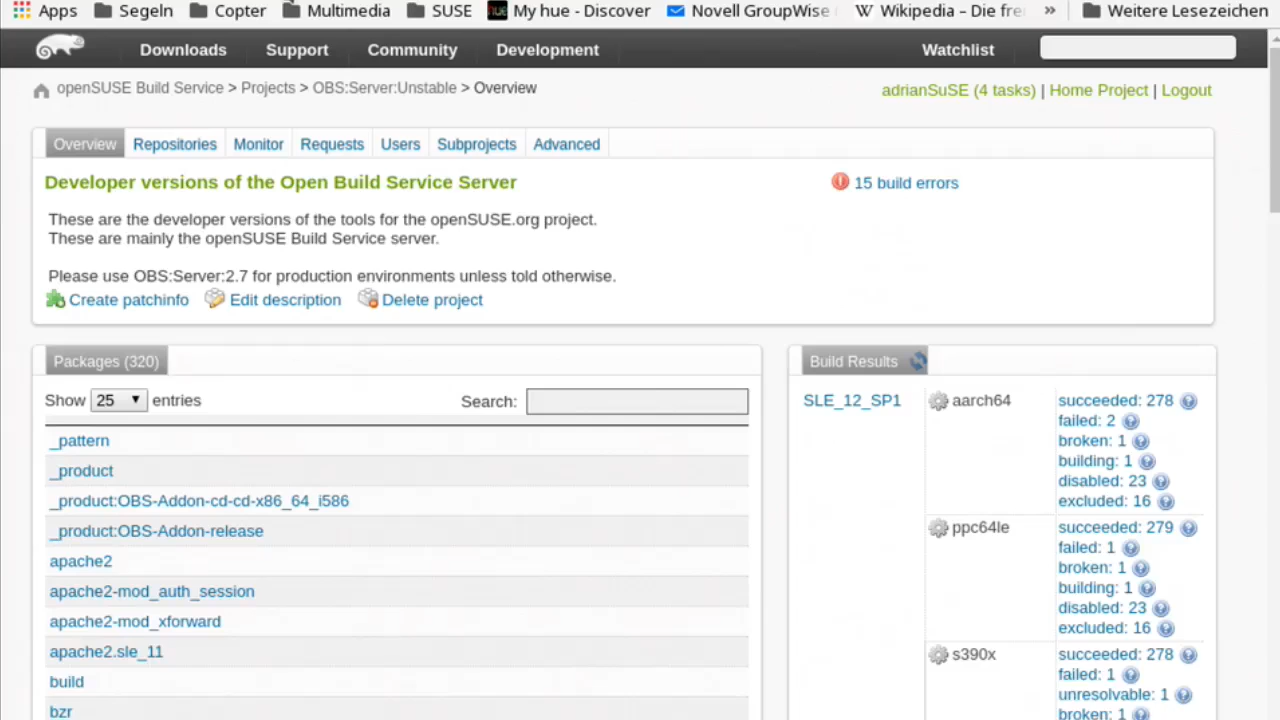 Apps Segeln Copter Multimedia SUSE My hue - Discover Novell GroupWise Wikipedia – Die fre » Weitere Lesezeichen
Downloads Support Community Development Watchlist
openSUSE Build Service > Projects > OBS:Server:Unstable > Overview
adrianSuSE (4 tasks) | Home Project | Logout
Overview Repositories Monitor Requests Users Subprojects Advanced
Developer versions of the Open Build Service Server
15 build errors
These are the developer versions of the tools for the openSUSE.org project.
These are mainly the openSUSE Build Service server.
Please use OBS:Server:2.7 for production environments unless told otherwise.
Create patchinfo Edit description Delete project
Packages (320)
Show 25 entries Search:
_pattern
_product
_product:OBS-Addon-cd-cd-x86_64_i586
_product:OBS-Addon-release
apache2
apache2-mod_auth_session
apache2-mod_xforward
apache2.sle_11
build
bzr
Build Results
SLE_12_SP1 aarch64 succeeded: 278
failed: 2
broken: 1
building: 1
disabled: 23
excluded: 16
ppc64le succeeded: 279
failed: 1
broken: 1
building: 1
disabled: 23
excluded: 16
s390x succeeded: 278
failed: 1
unresolvable: 1
broken: 1